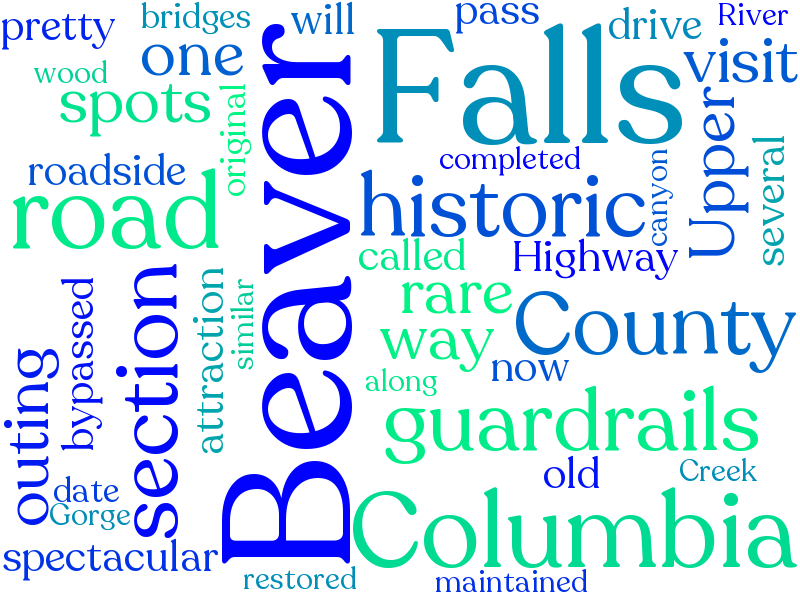 pretty
bridges
will
pass
drive
River
one
wood
spots
original
Beaver
Falls
visit
roadside
road
completed
historic
canyon
Upper
several
called
Highway
rare
way
County
now
along
similar
attraction
section
bypassed
outing
guardrails
old
Creek
date
Gorge
Columbia
spectacular
restored
maintained